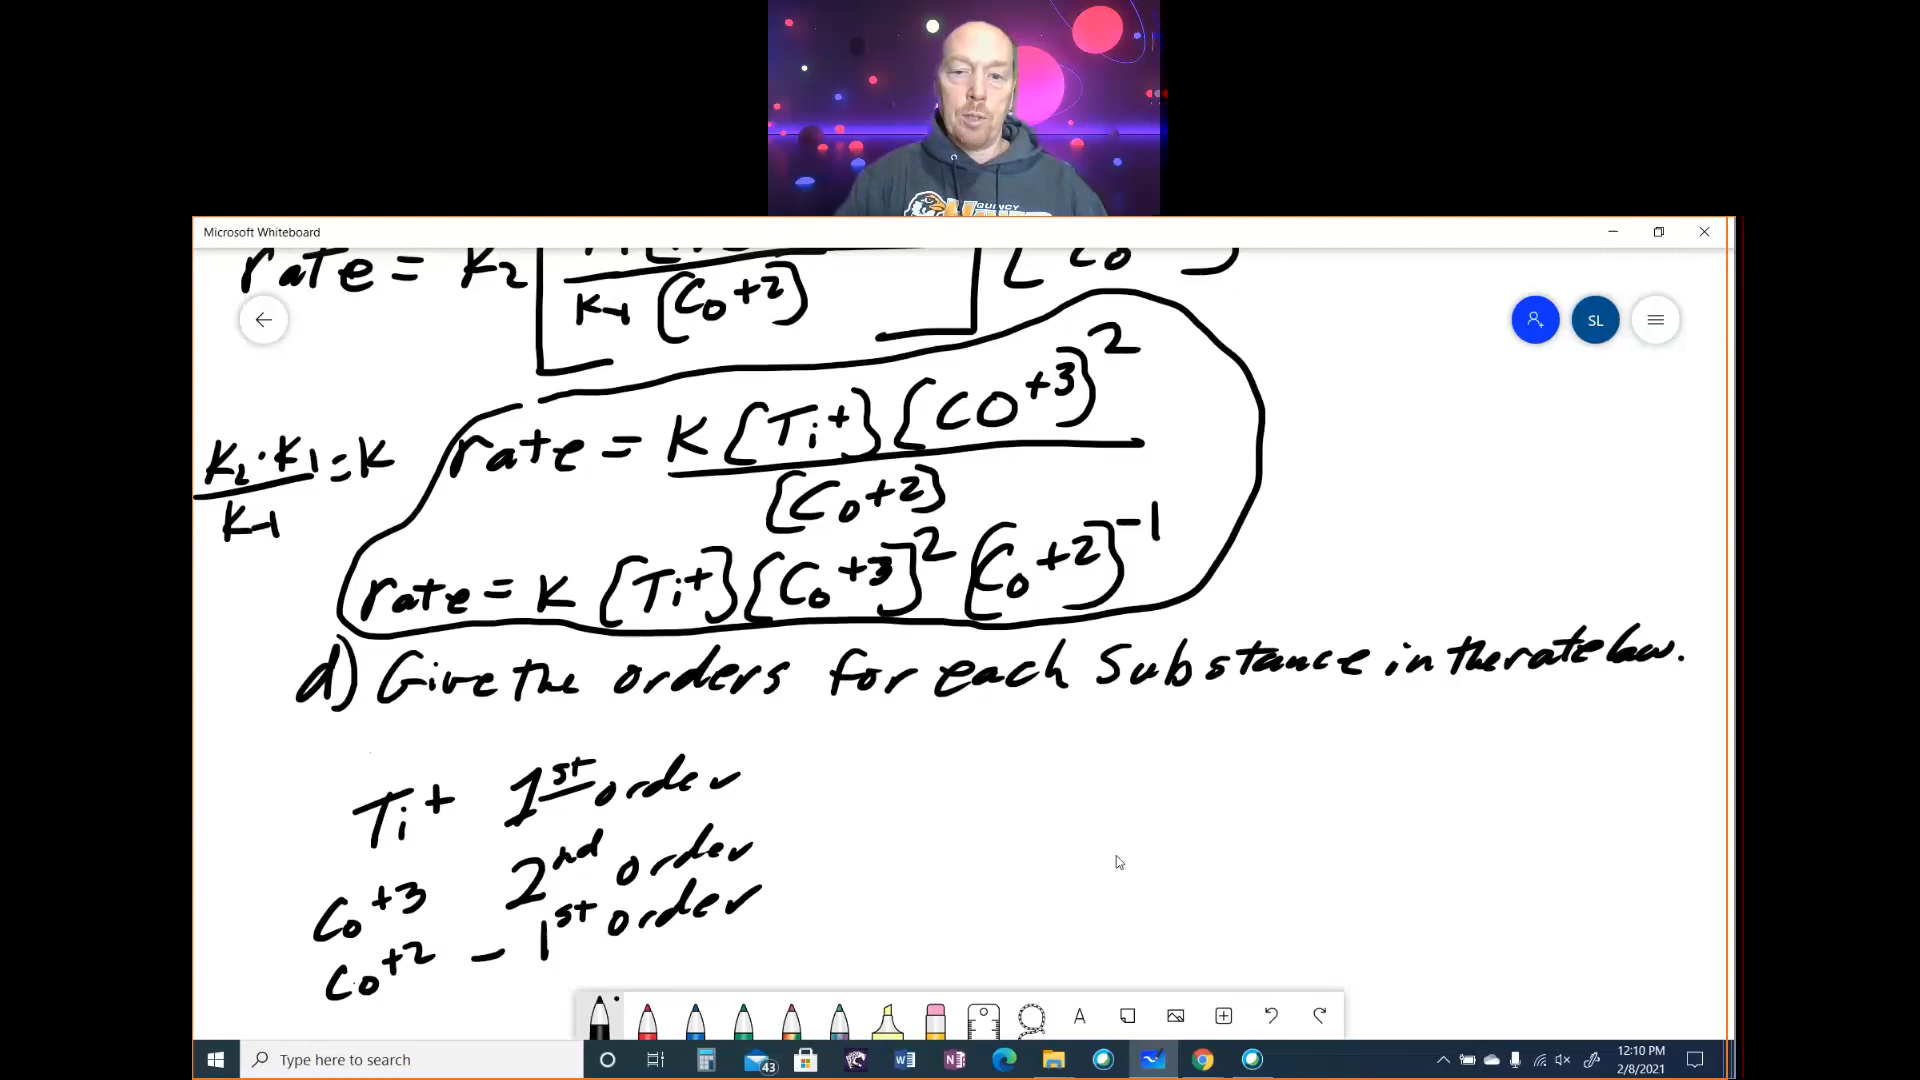 QUINCY
Microsoft Whiteboard
rate = K2 [Co
K-1 [Co+2]
SL
K2·K1 = K
K-1
rate = K[Ti+][CO+3]2
[Co+2]
rate = K[Ti+][Co+3]2[Co+2]-1
d) Give the orders for each Substance in the rate law.
Ti+ 1st order
Co+3 2nd order
Co+2 -1st order
A
Type here to search
43
12:10 PM
2/8/2021